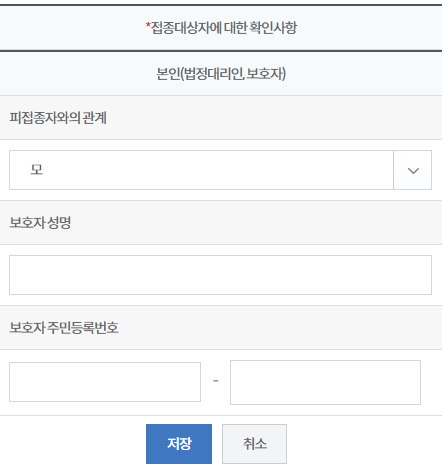 *접종대상자에 대한 확인사항
본인(법정대리인, 보호자)
피접종자와의 관계
모
보호자 성명
보호자 주민등록번호
-
저장 취소